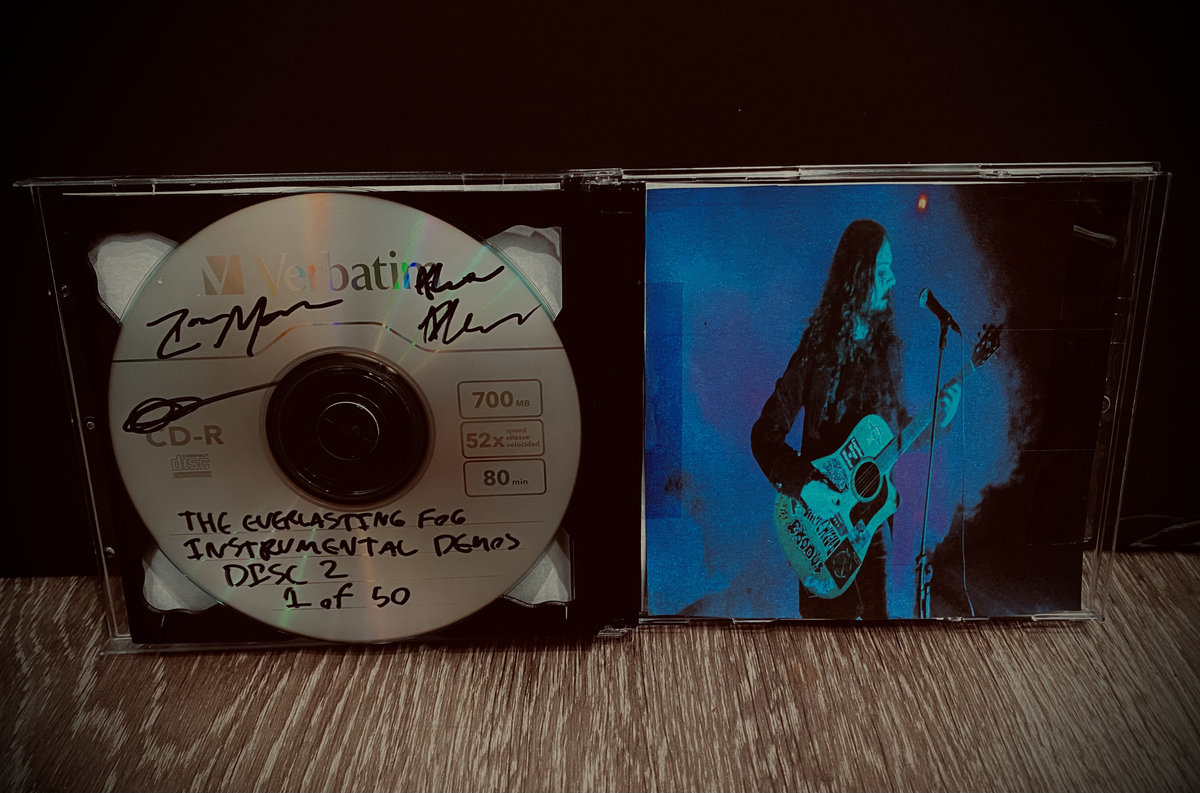 Verbatim
700 MB
52x speed vitesse velocidad
80 min
CD-R
COMPACT disc
THE EVERLASTING FOG
INSTRUMENTAL DEMOS
DISC 2
1 of 50
EXODUS